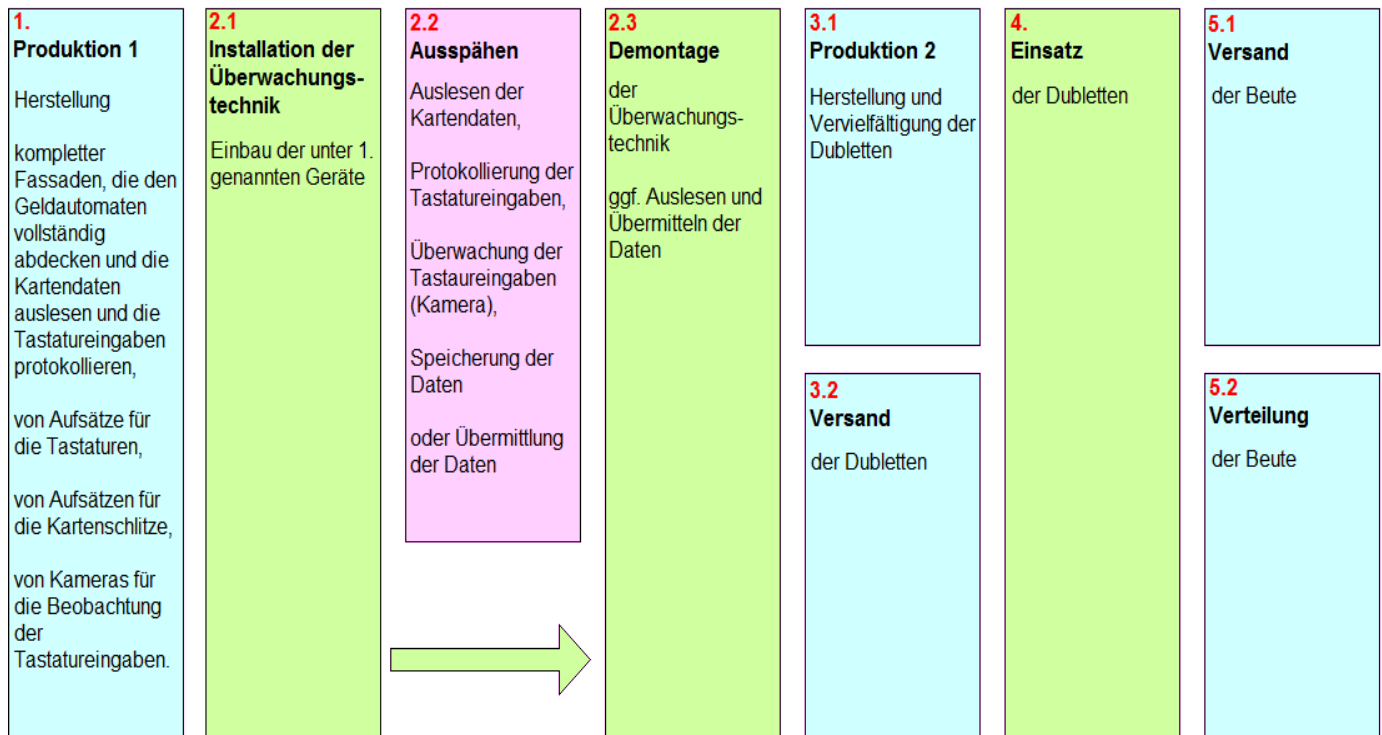 1.
Produktion 1
Herstellung
kompletter
Fassaden, die den
Geldautomaten
vollständig
abdecken und die
Kartendaten
auslesen und die
Tastatureingaben
protokollieren,
von Aufsätze für
die Tastaturen,
von Aufsätzen für
die Kartenschlitze,
von Kameras für
die Beobachtung
der
Tastatureingaben.
2.1
Installation der
Überwachungs-
technik
Einbau der unter 1.
genannten Geräte
2.2
Ausspähen
Auslesen der
Kartendaten,
Protokollierung der
Tastatureingaben,
Überwachung der
Tastaureingaben
(Kamera),
Speicherung der
Daten
oder Übermittlung
der Daten
2.3
Demontage
der
Überwachungs-
technik
ggf. Auslesen und
Übermitteln der
Daten
3.1
Produktion 2
Herstellung und
Vervielfältigung der
Dubletten
3.2
Versand
der Dubletten
4.
Einsatz
der Dubletten
5.1
Versand
der Beute
5.2
Verteilung
der Beute